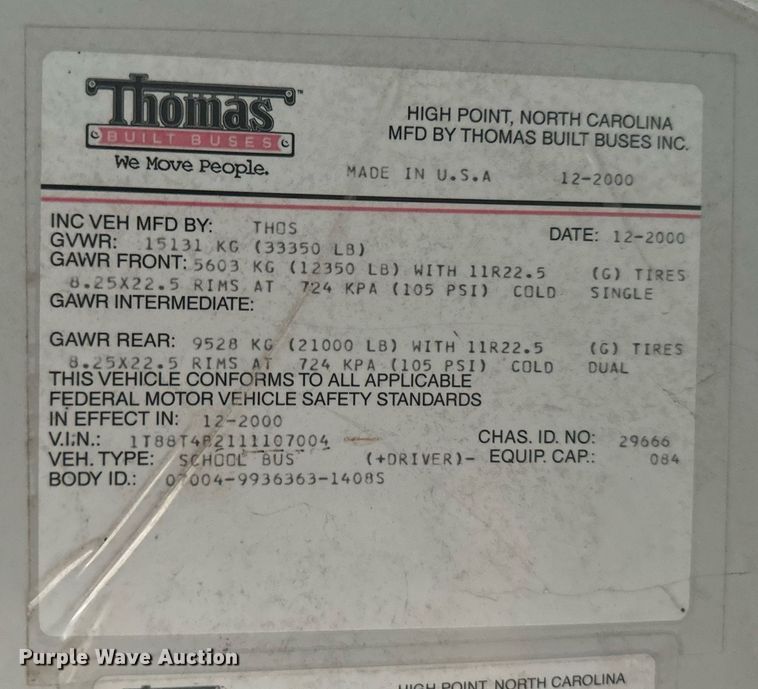 Thomas TM
BUILT BUSES
We Move People.
HIGH POINT, NORTH CAROLINA
MFD BY THOMAS BUILT BUSES INC.
MADE IN U.S.A 12-2000
INC VEH MFD BY: THOS DATE: 12-2000
GVWR: 15131 KG (33350 LB)
GAWR FRONT: 5603 KG (12350 LB) WITH 11R22.5 (G) TIRES
8.25X22.5 RIMS AT 724 KPA (105 PSI) COLD SINGLE
GAWR INTERMEDIATE:
GAWR REAR: 9528 KG (21000 LB) WITH 11R22.5 (G) TIRES
8.25X22.5 RIMS AT 724 KPA (105 PSI) COLD DUAL
THIS VEHICLE CONFORMS TO ALL APPLICABLE
FEDERAL MOTOR VEHICLE SAFETY STANDARDS
IN EFFECT IN: 12-2000
V.I.N.: CHAS. ID. NO: 29666
VEH. TYPE: SCHOOL BUS (+DRIVER)- EQUIP. CAP.: 084
BODY ID.: 07004-9936363-1408S
Purple Wave Auction
HIGH POINT, NORTH CAROLINA